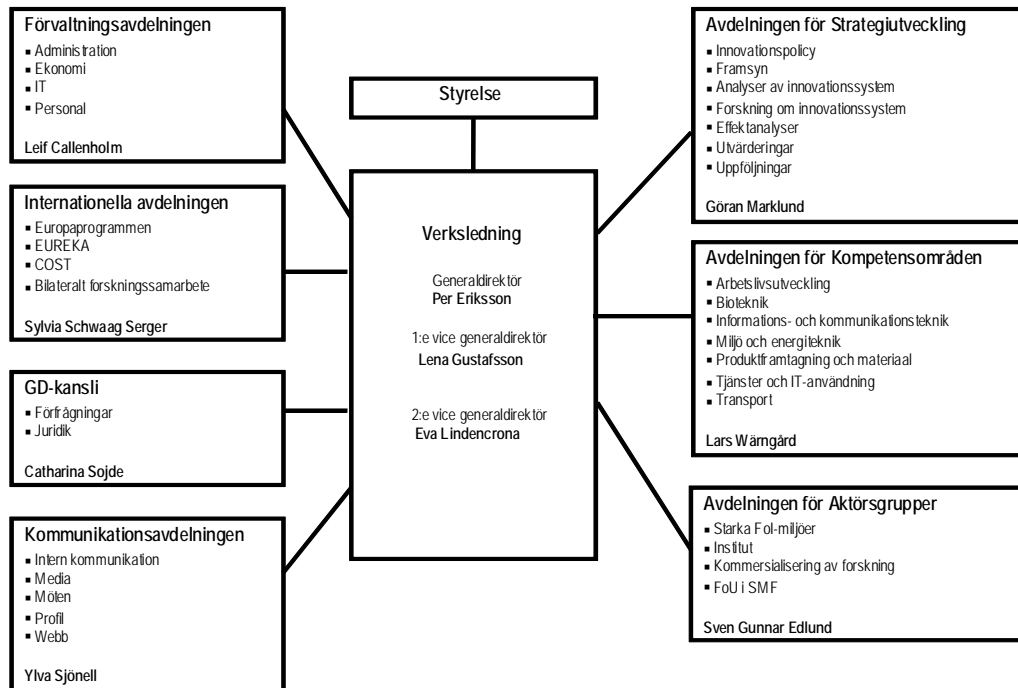 Förvaltningsavdelningen
▪ Administration
▪ Ekonomi
▪ IT
▪ Personal
Leif Callenholm
Internationella avdelningen
▪ Europaprogrammen
▪ EUREKA
▪ COST
▪ Bilateralt forskningssamarbete
Sylvia Schwaag Serger
GD-kansli
▪ Förfrågningar
▪ Juridik
Catharina Sojde
Kommunikationsavdelningen
▪ Intern kommunikation
▪ Media
▪ Möten
▪ Profil
▪ Webb
Ylva Sjönell
Styrelse
Verksledning
Generaldirektör
Per Eriksson
1:e vice generaldirektör
Lena Gustafsson
2:e vice generaldirektör
Eva Lindencrona
Avdelningen för Strategiutveckling
▪ Innovationspolicy
▪ Framsyn
▪ Analyser av innovationssystem
▪ Forskning om innovationssystem
▪ Effektanalyser
▪ Utvärderingar
▪ Uppföljningar
Göran Marklund
Avdelningen för Kompetensområden
▪ Arbetslivsutveckling
▪ Bioteknik
▪ Informations- och kommunikationsteknik
▪ Miljö och energiteknik
▪ Produktframtagning och materiaal
▪ Tjänster och IT-användning
▪ Transport
Lars Wärngård
Avdelningen för Aktörsgrupper
▪ Starka FoI-miljöer
▪ Institut
▪ Kommersialisering av forskning
▪ FoU i SMF
Sven Gunnar Edlund